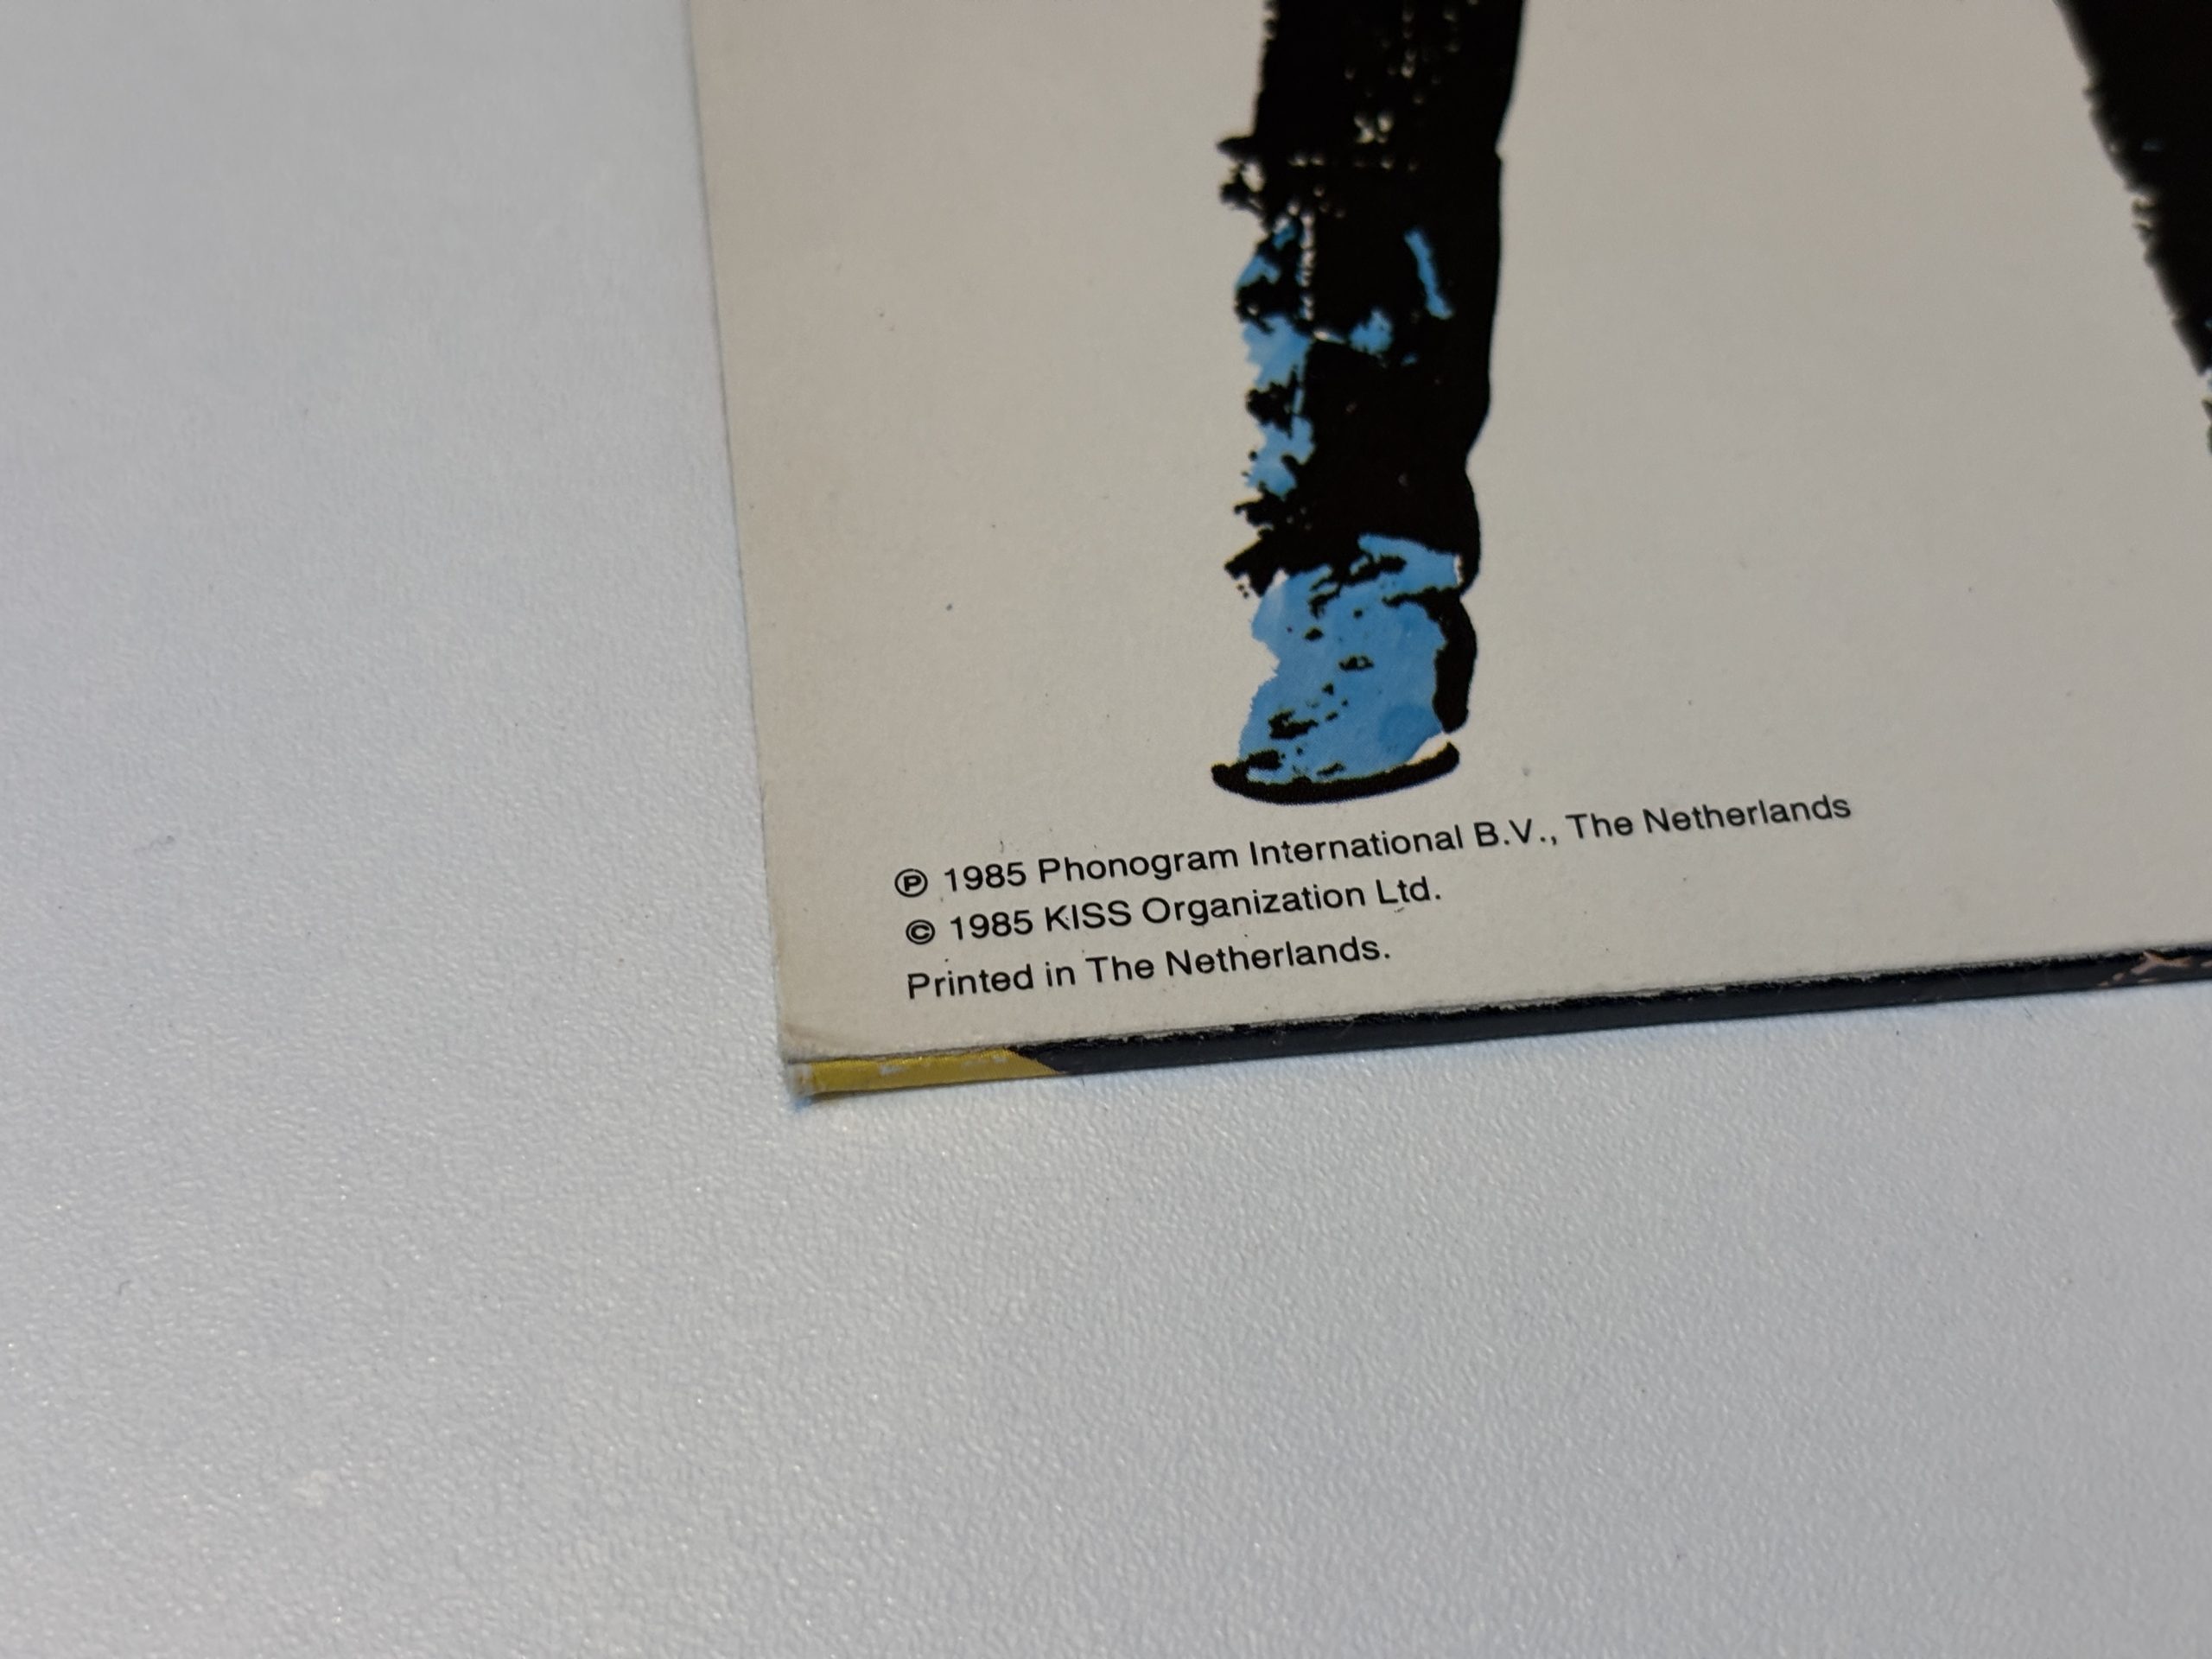 ℗ 1985 Phonogram International B.V., The Netherlands
© 1985 KISS Organization Ltd.
Printed in The Netherlands.